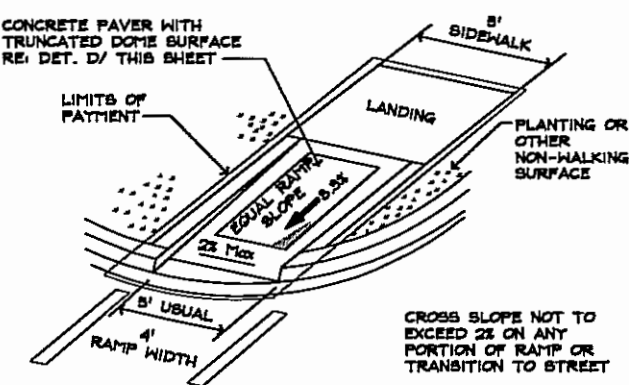 CONCRETE PAVER WITH
TRUNCATED DOME SURFACE
RE: DET. D/ THIS SHEET
5'
SIDEWALK
LIMITS OF
PAYMENT
LANDING
PLANTING OR
OTHER
NON-WALKING
SURFACE
EQUAL RAMP
SLOPE
8.3%
2% Max
5' USUAL
4'
RAMP WIDTH
CROSS SLOPE NOT TO
EXCEED 2% ON ANY
PORTION OF RAMP OR
TRANSITION TO STREET